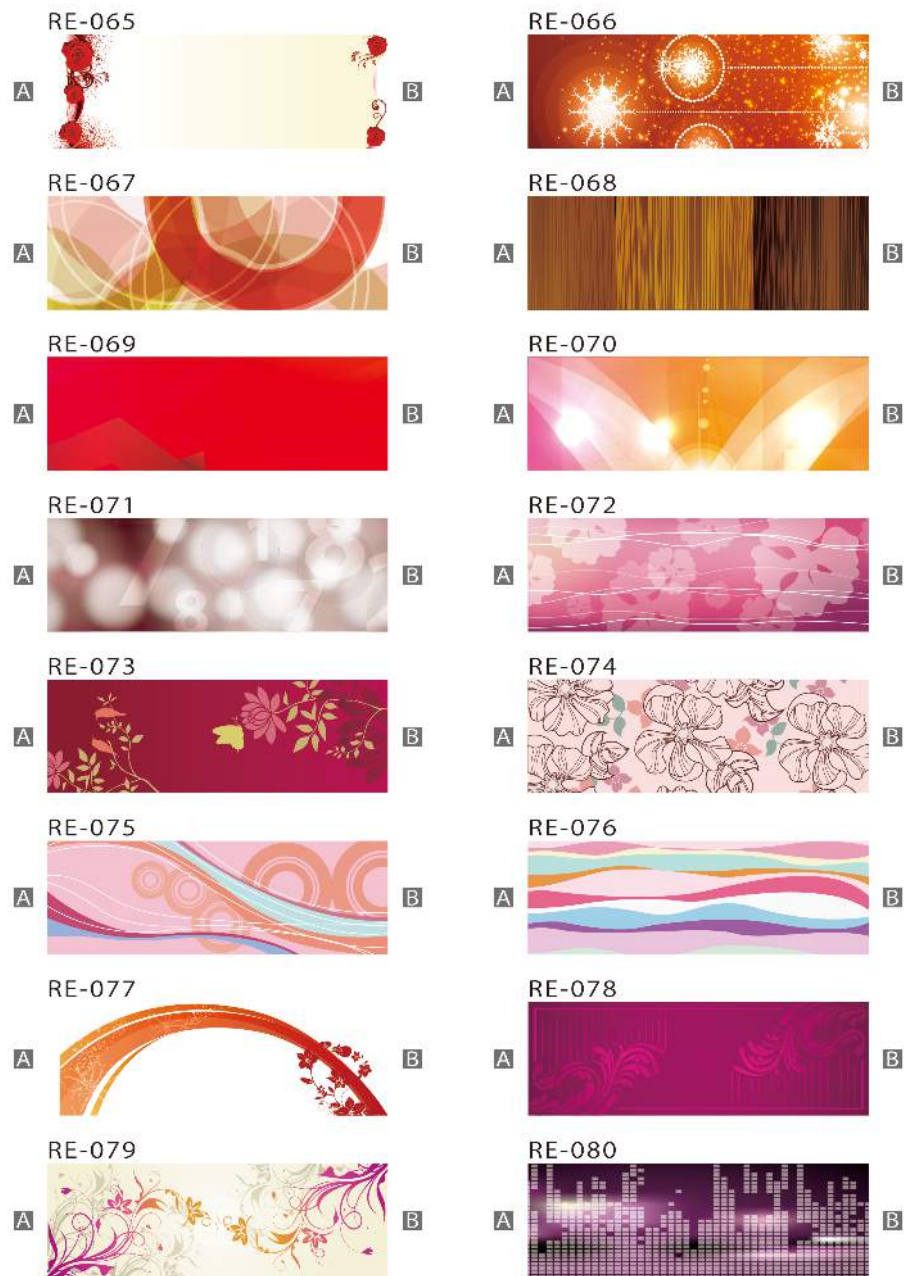 RE-065 RE-066
A B A B
RE-067 RE-068
A B A B
RE-069 RE-070
A B A B
RE-071 RE-072
A B A B
RE-073 RE-074
A B A B
RE-075 RE-076
A B A B
RE-077 RE-078
A B A B
RE-079 RE-080
A B A B